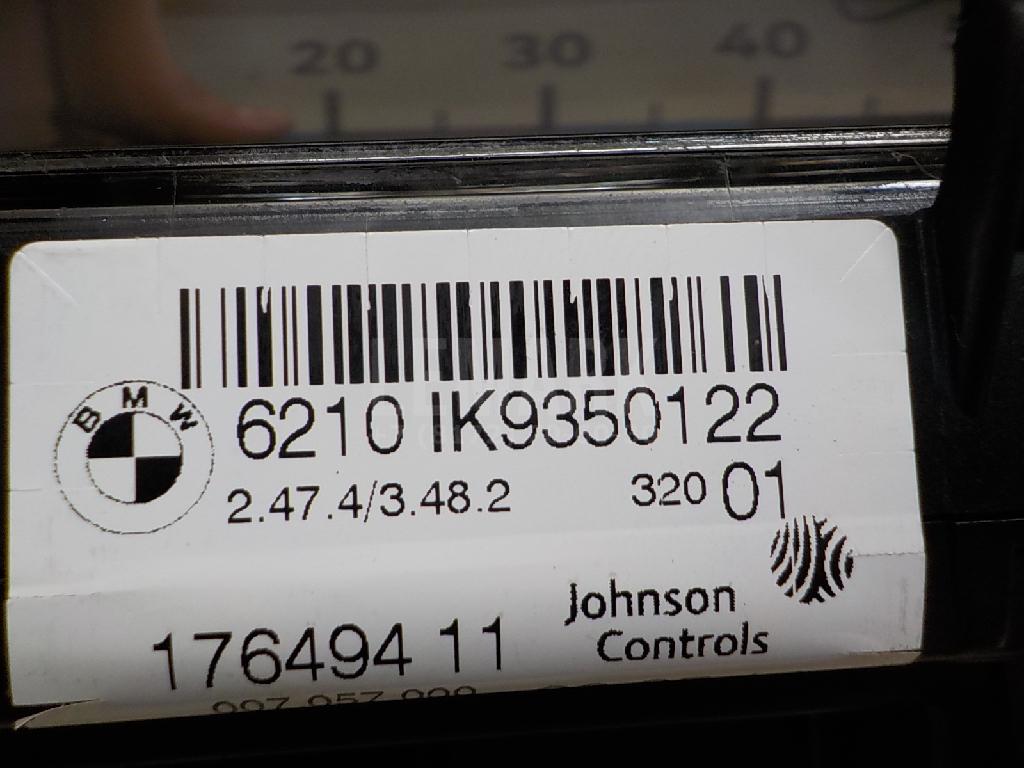 20 30 40
BMW
6210 IK9350122
2.47.4/3.48.2 320 01
Johnson
Controls
176494 11